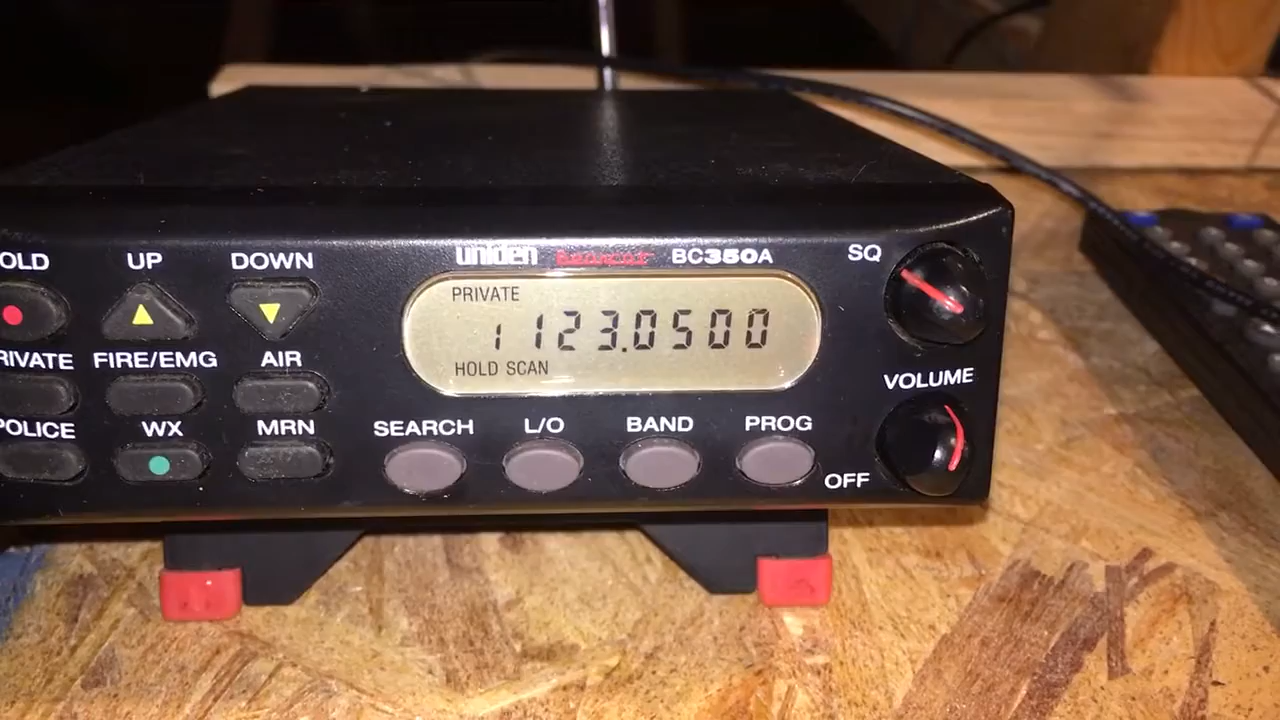 OLD UP DOWN
uniden Bearcat BC350A
SQ
PRIVATE
1 123.0500
HOLD SCAN
RIVATE FIRE/EMG AIR
VOLUME
POLICE WX MRN
SEARCH L/O BAND PROG
OFF